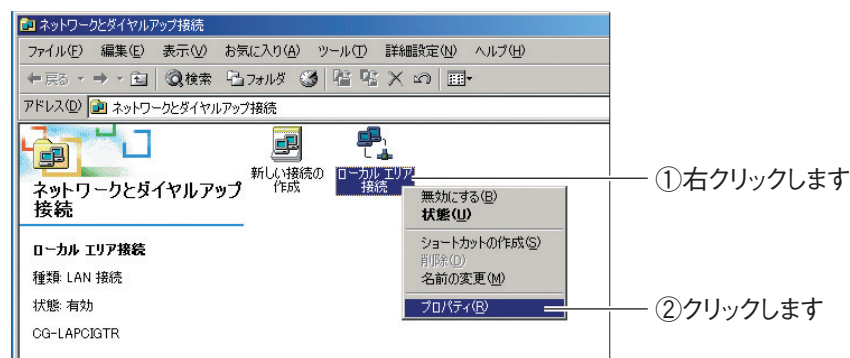 ネットワークとダイヤルアップ接続
ファイル(F) 編集(E) 表示(V) お気に入り(A) ツール(T) 詳細設定(N) ヘルプ(H)
戻る 検索 フォルダ
アドレス(D) ネットワークとダイヤルアップ接続
ネットワークとダイヤルアップ
接続
ローカル エリア接続
種類: LAN 接続
状態: 有効
CG-LAPCIGTR
新しい接続の
作成
ローカル エリア
接続
①右クリックします
無効にする(B)
状態(U)
ショートカットの作成(S)
削除(D)
名前の変更(M)
プロパティ(R)
②クリックします